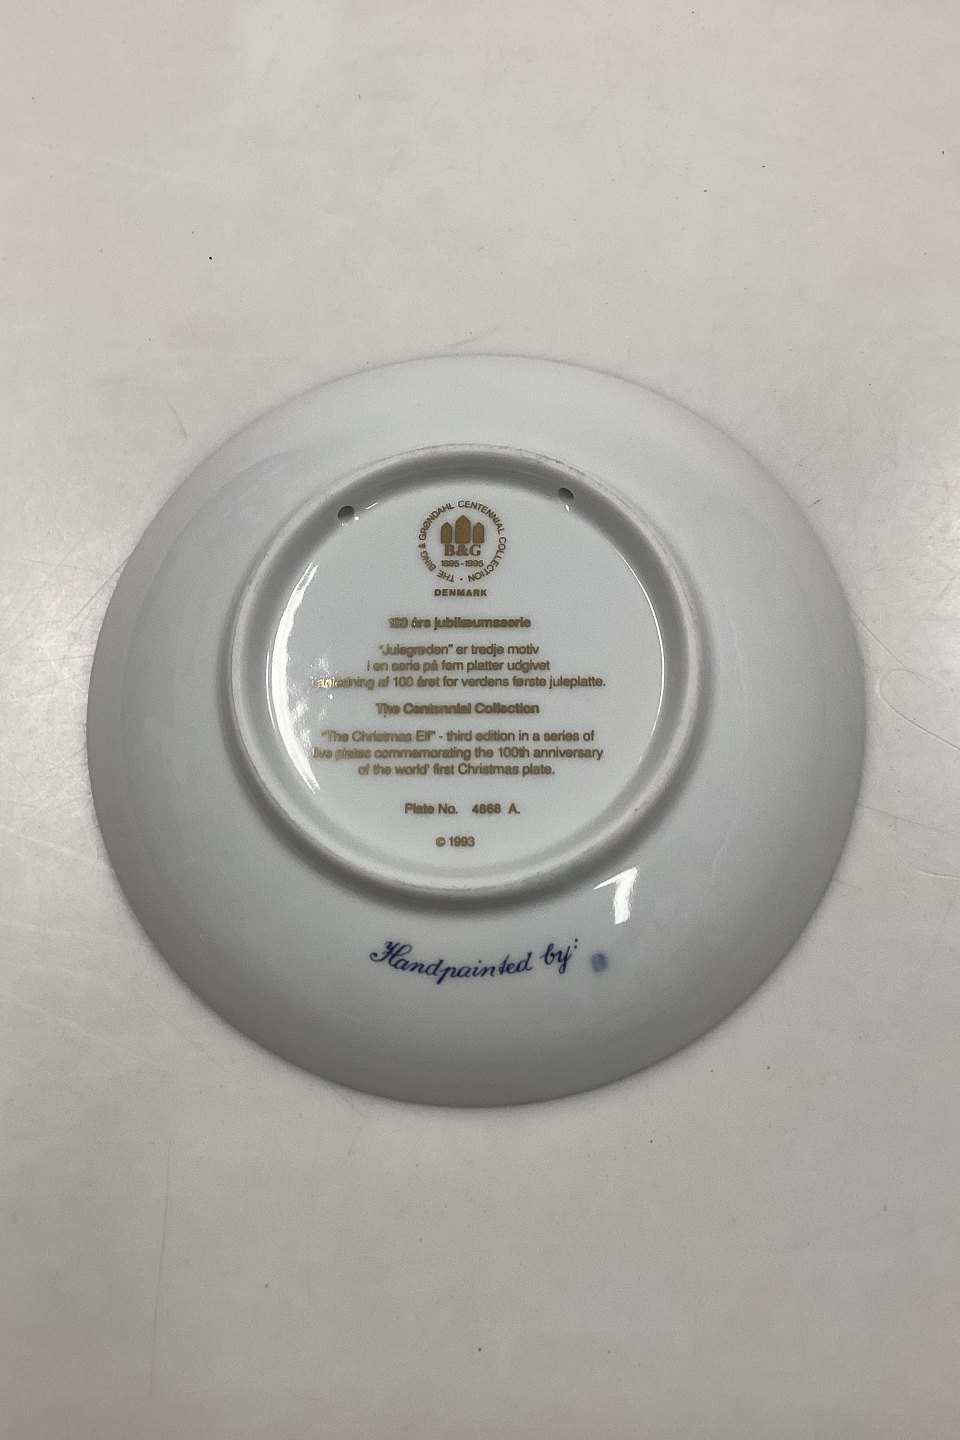 THE BING & GRØNDAHL CENTENNIAL COLLECTION ·
B&G
1895-1995
DENMARK
100 års jubilæumsserie
"Julegrøden" er tredje motiv
i en serie på fem platter udgivet
i anledning af 100 året for verdens første juleplatte.
The Centennial Collection
"The Christmas Elf" - third edition in a series of
five plates commemorating the 100th anniversary
of the world' first Christmas plate.
Plate No. 4868 A.
© 1993
Handpainted by: